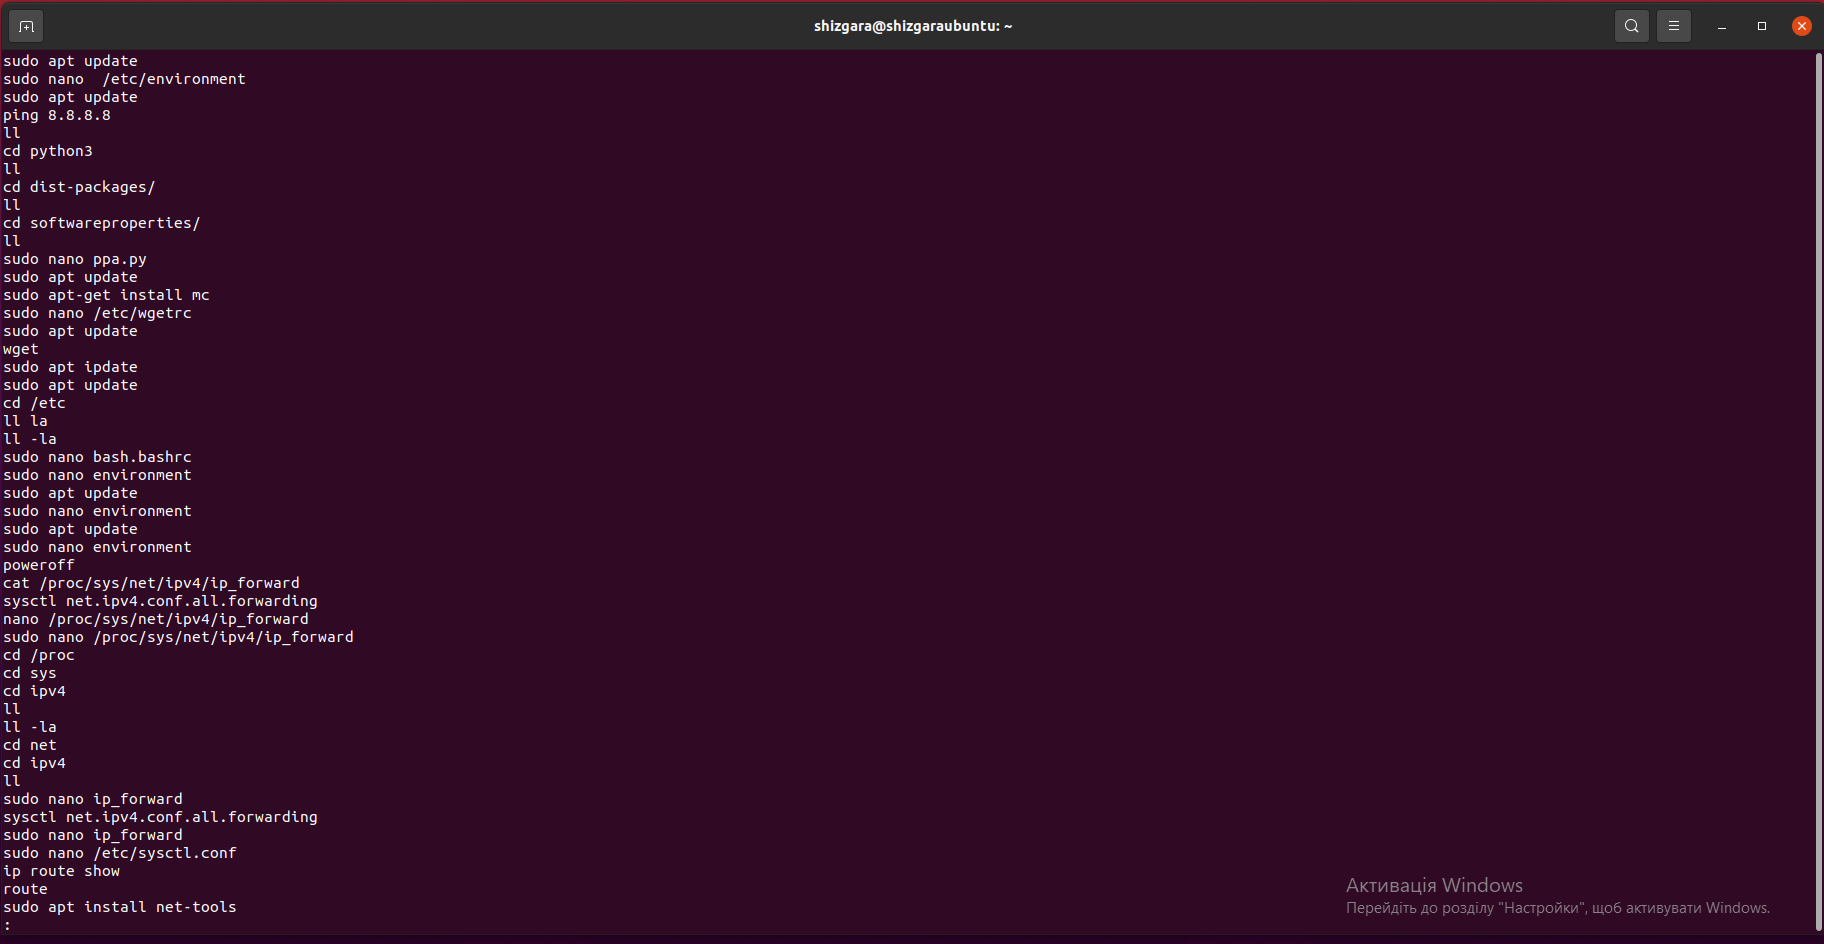 shizgara@shizgaraubuntu: ~
sudo apt update
sudo nano  /etc/environment
sudo apt update
ping 8.8.8.8
ll
cd python3
ll
cd dist-packages/
ll
cd softwareproperties/
ll
sudo nano ppa.py
sudo apt update
sudo apt-get install mc
sudo nano /etc/wgetrc
sudo apt update
wget
sudo apt ipdate
sudo apt update
cd /etc
ll la
ll -la
sudo nano bash.bashrc
sudo nano environment
sudo apt update
sudo nano environment
sudo apt update
sudo nano environment
poweroff
cat /proc/sys/net/ipv4/ip_forward
sysctl net.ipv4.conf.all.forwarding
nano /proc/sys/net/ipv4/ip_forward
sudo nano /proc/sys/net/ipv4/ip_forward
cd /proc
cd sys
cd ipv4
ll
ll -la
cd net
cd ipv4
ll
sudo nano ip_forward
sysctl net.ipv4.conf.all.forwarding
sudo nano ip_forward
sudo nano /etc/sysctl.conf
ip route show
route
sudo apt install net-tools
:
Активація Windows
Перейдіть до розділу "Настройки", щоб активувати Windows.